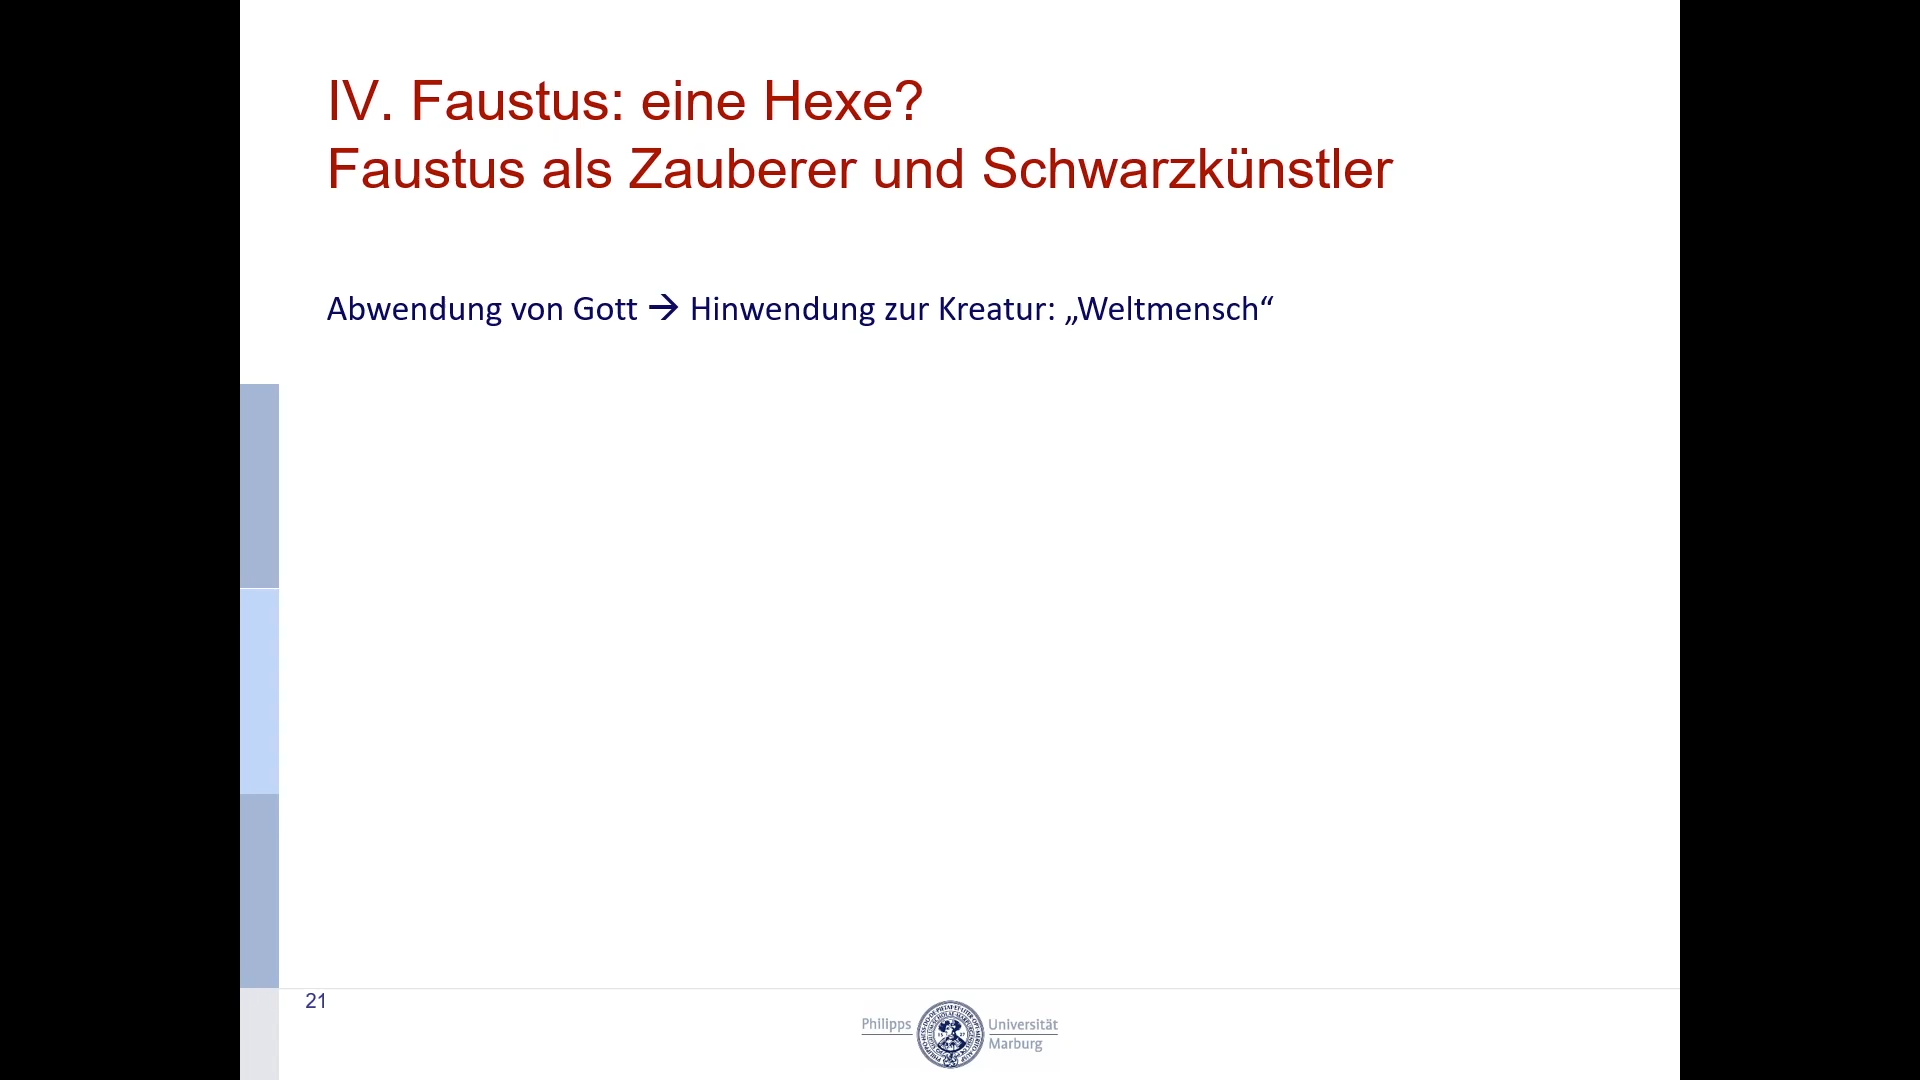 IV. Faustus: eine Hexe?
Faustus als Zauberer und Schwarzkünstler
Abwendung von Gott → Hinwendung zur Kreatur: „Weltmensch“
21
Philipps Universität
Marburg